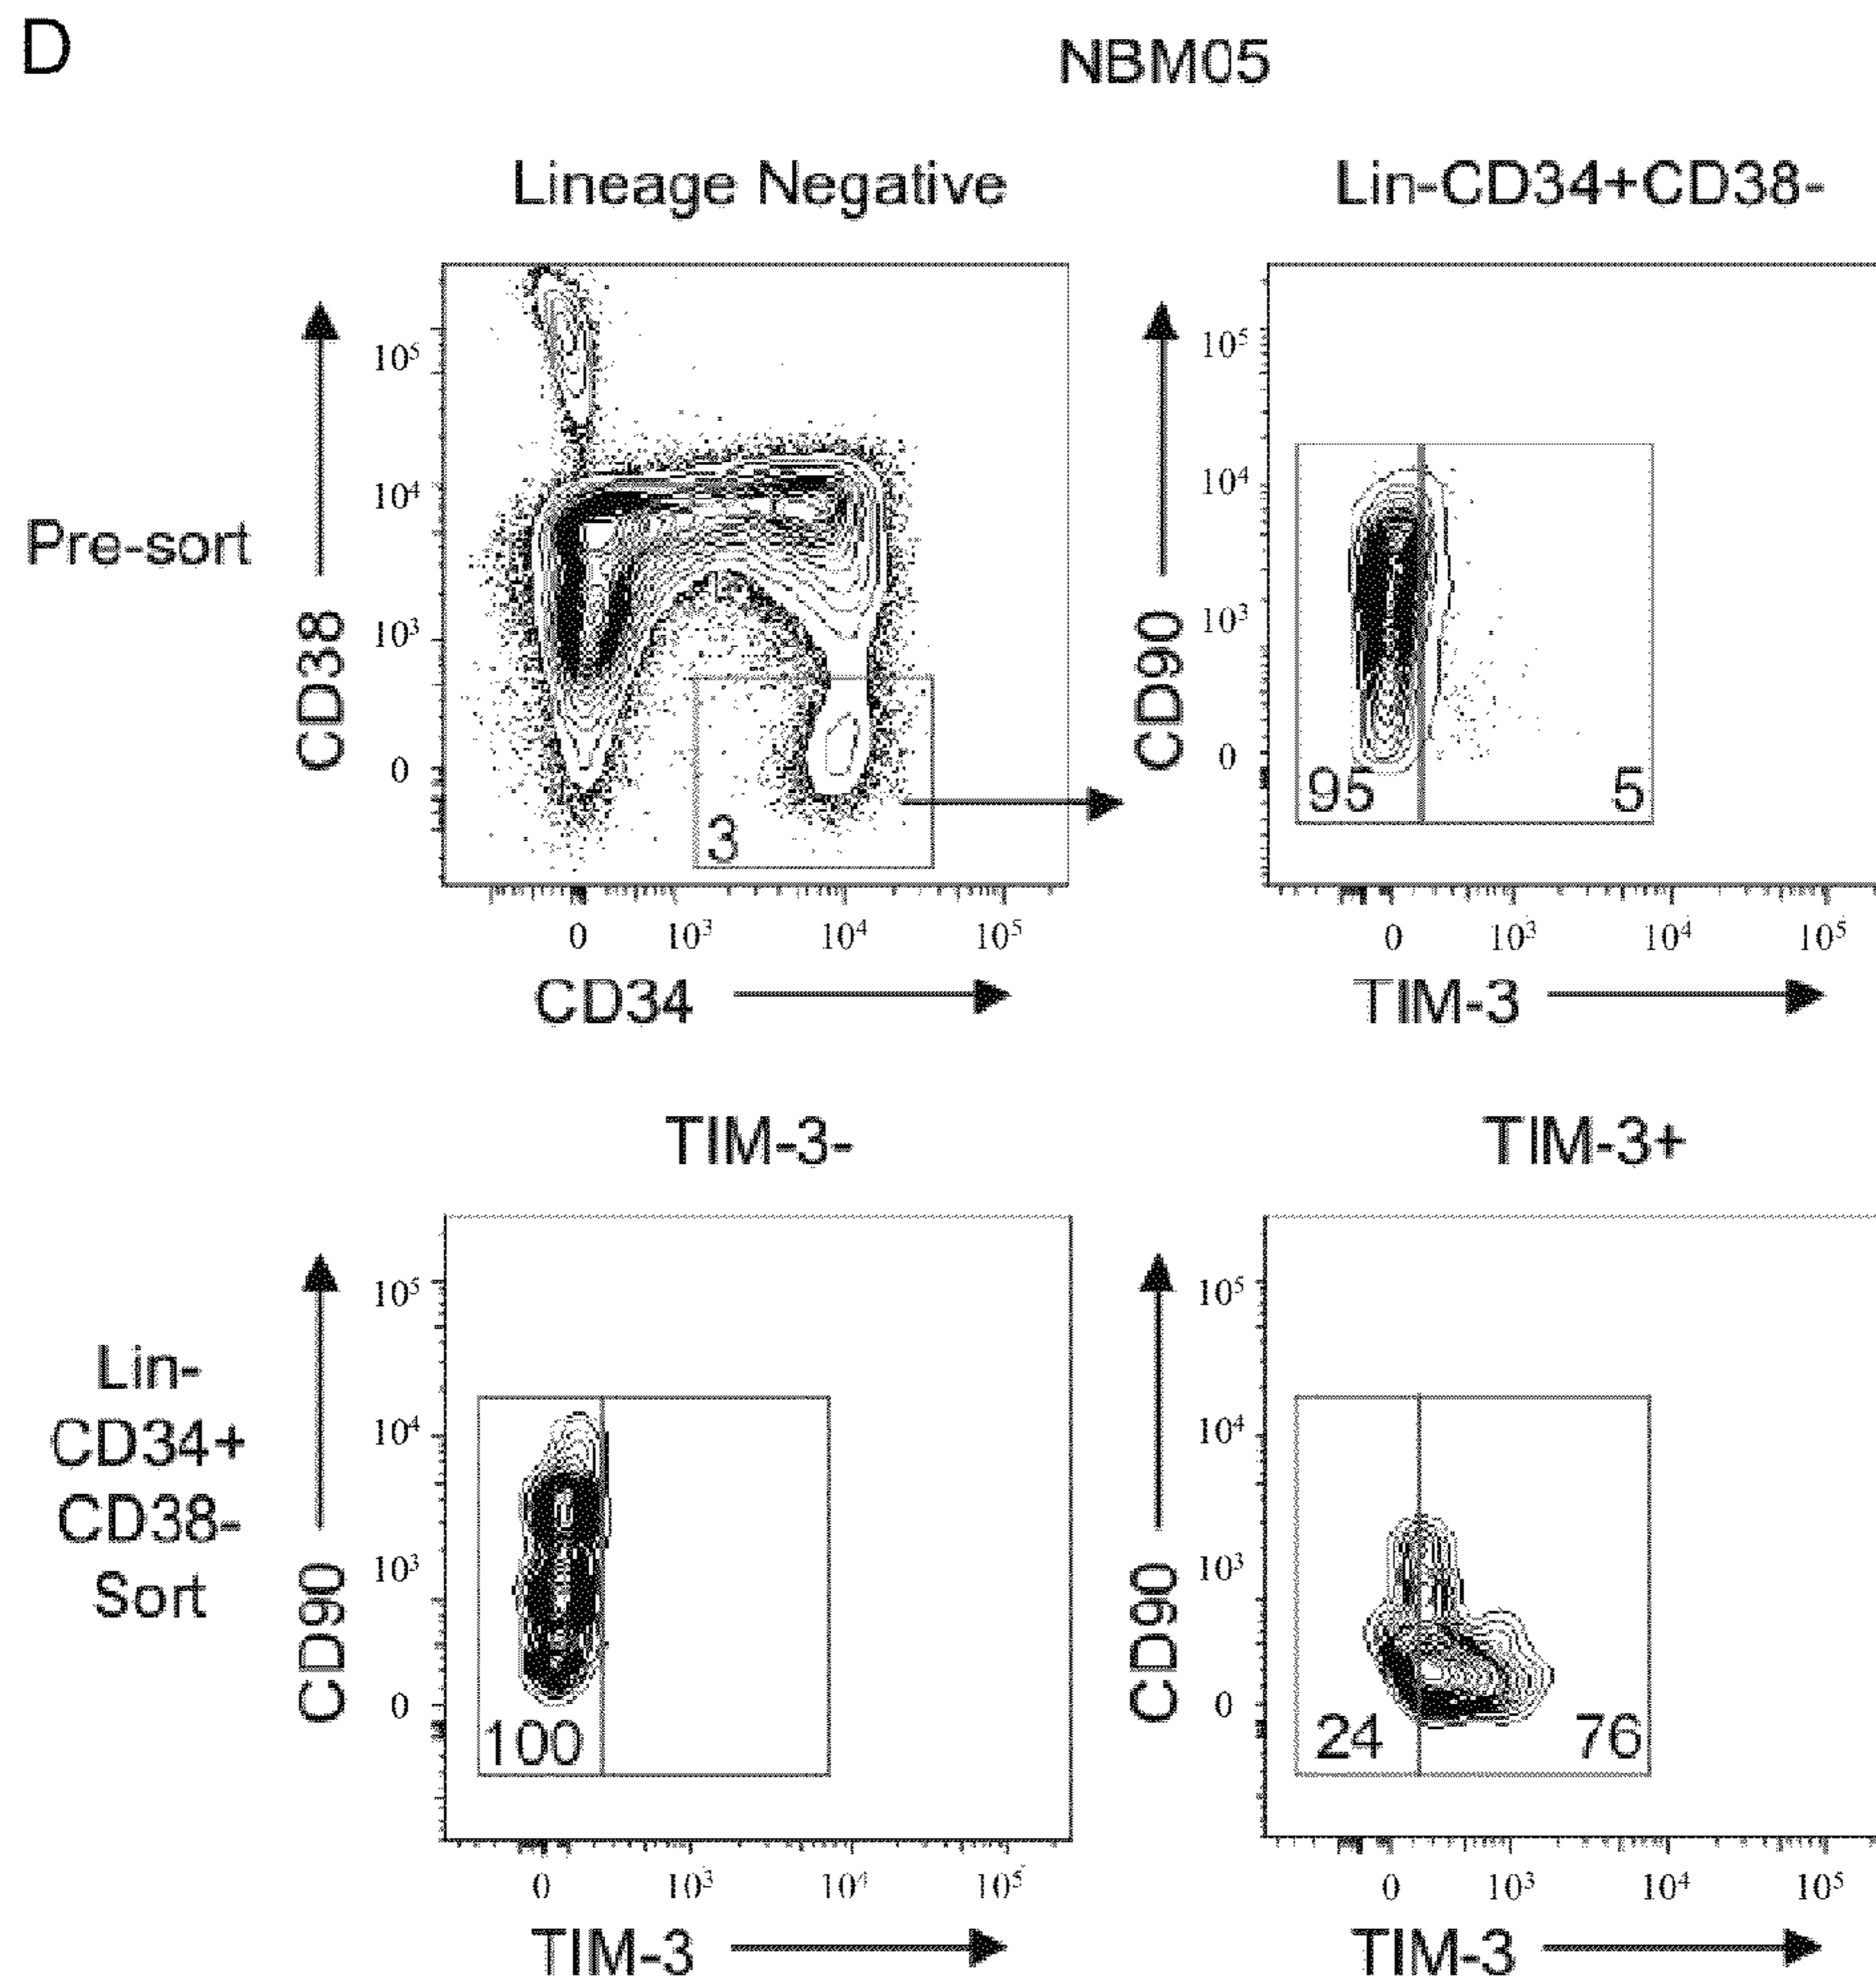 D
NBM05
Lineage Negative
Lin-CD34+CD38-
Pre-sort
CD38
10⁵
10⁴
10³
0
3
0 10³ 10⁴ 10⁵
CD34
CD90
10⁵
10⁴
10³
0
95 5
0 10³ 10⁴ 10⁵
TIM-3
TIM-3-
TIM-3+
Lin-
CD34+
CD38-
Sort
CD90
10⁵
10⁴
10³
0
100
0 10³ 10⁴ 10⁵
TIM-3
CD90
10⁵
10⁴
10³
0
24 76
0 10³ 10⁴ 10⁵
TIM-3